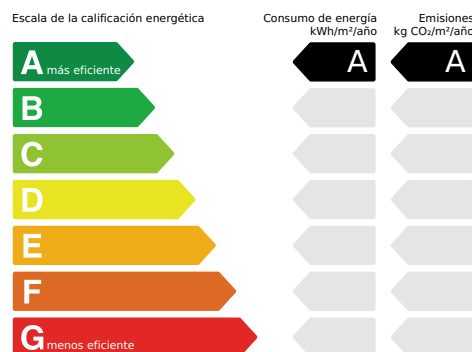 Escala de la calificación energética
Consumo de energía
kWh/m²/año
Emisiones
kg CO₂/m²/año
A más eficiente
A
A
B
C
D
E
F
G menos eficiente